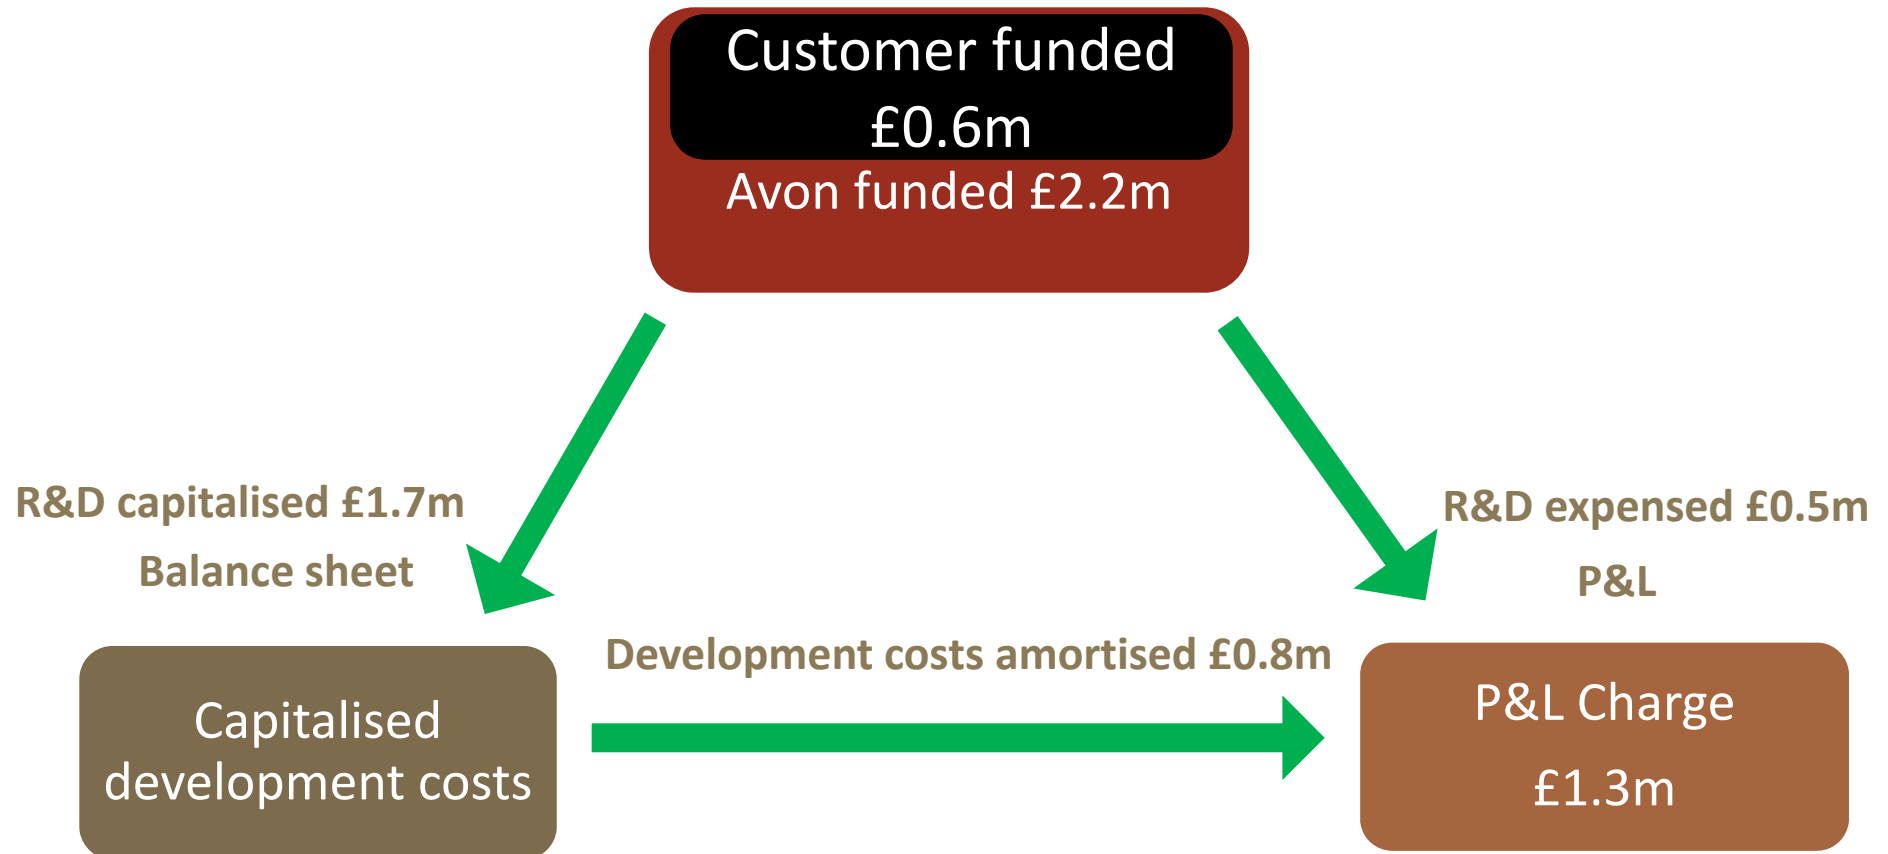 Customer funded
£0.6m
Avon funded £2.2m
R&D capitalised £1.7m
Balance sheet
R&D expensed £0.5m
P&L
Development costs amortised £0.8m
Capitalised
development costs
P&L Charge
£1.3m